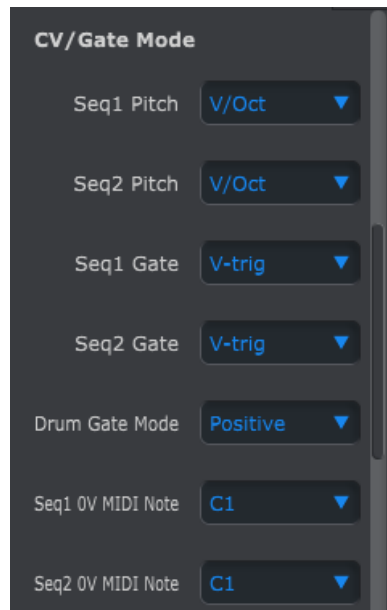 CV/Gate Mode
Seq1 Pitch V/Oct
Seq2 Pitch V/Oct
Seq1 Gate V-trig
Seq2 Gate V-trig
Drum Gate Mode Positive
Seq1 0V MIDI Note C1
Seq2 0V MIDI Note C1